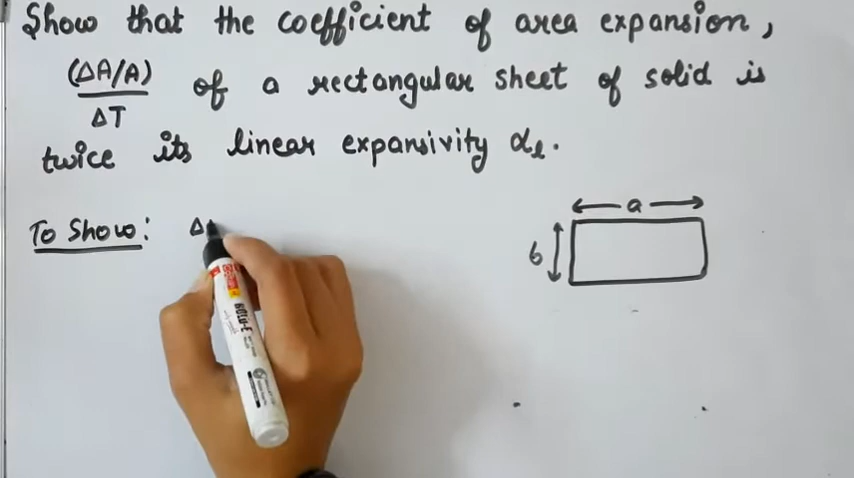 Show that the coefficient of area expansion,
(ΔA/A)
ΔT
of a rectangular sheet of solid is
twice its linear expansivity αₗ.
To Show: Δ
a
b
BOLD-E